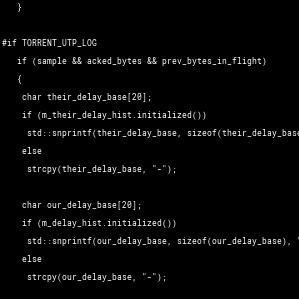 }
#if TORRENT_UTP_LOG
if (sample && acked_bytes && prev_bytes_in_flight)
{
char their_delay_base[20];
if (m_their_delay_hist.initialized())
std::snprintf(their_delay_base, sizeof(their_delay_base
else
strcpy(their_delay_base, "-");
char our_delay_base[20];
if (m_delay_hist.initialized())
std::snprintf(our_delay_base, sizeof(our_delay_base), "
else
strcpy(our_delay_base, "-");